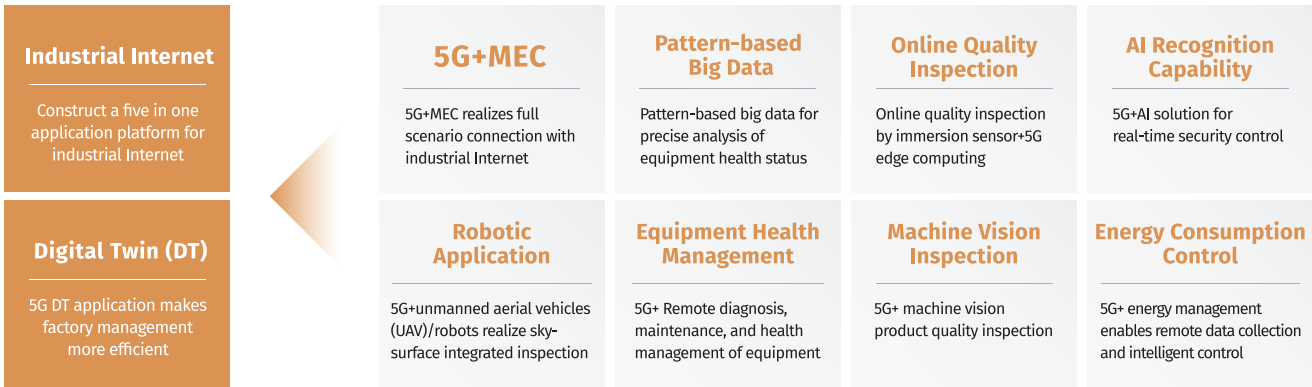 Industrial Internet
Construct a five in one
application platform for
industrial Internet
Digital Twin (DT)
5G DT application makes
factory management
more efficient
5G+MEC
5G+MEC realizes full
scenario connection with
industrial Internet
Pattern-based
Big Data
Pattern-based big data for
precise analysis of
equipment health status
Online Quality
Inspection
Online quality inspection
by immersion sensor+5G
edge computing
AI Recognition
Capability
5G+AI solution for
real-time security control
Robotic
Application
5G+unmanned aerial vehicles
(UAV)/robots realize sky-
surface integrated inspection
Equipment Health
Management
5G+ Remote diagnosis,
maintenance, and health
management of equipment
Machine Vision
Inspection
5G+ machine vision
product quality inspection
Energy Consumption
Control
5G+ energy management
enables remote data collection
and intelligent control